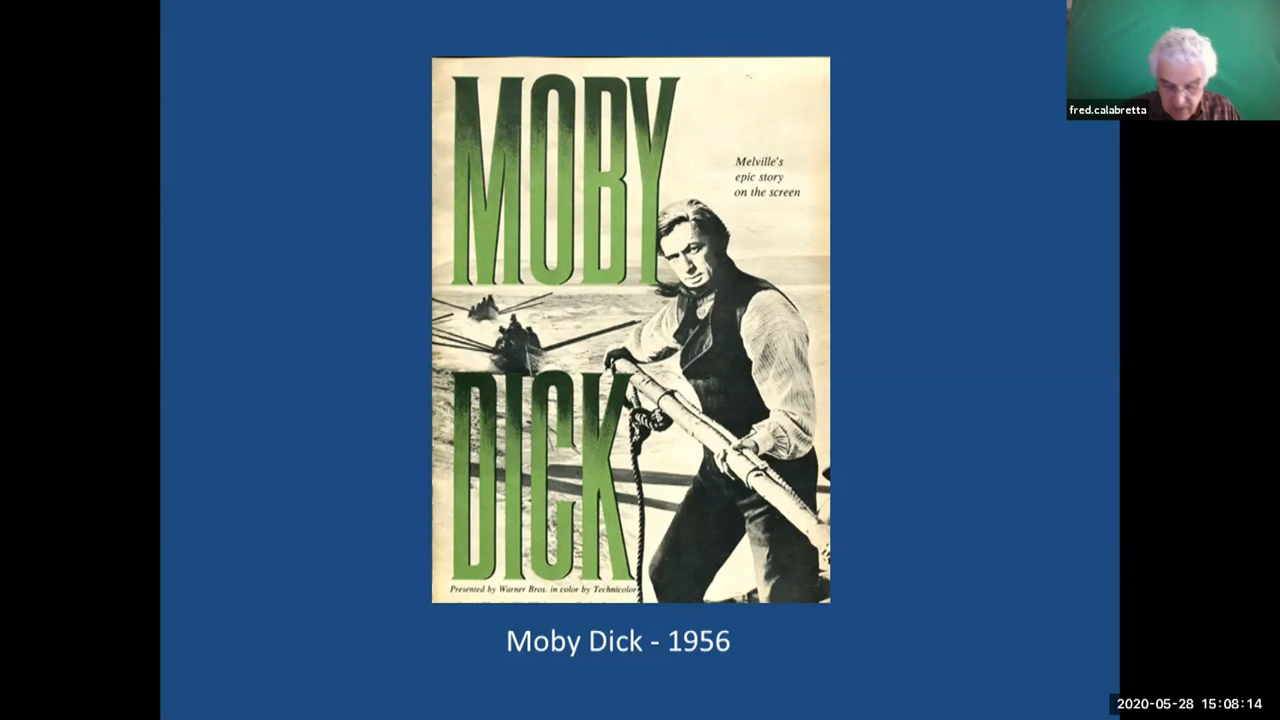 MOBY
Melville's
epic story
on the screen
DICK
Presented by Warner Bros. in color by Technicolor
Moby Dick - 1956
fred.calabretta
2020-05-28 15:08:14